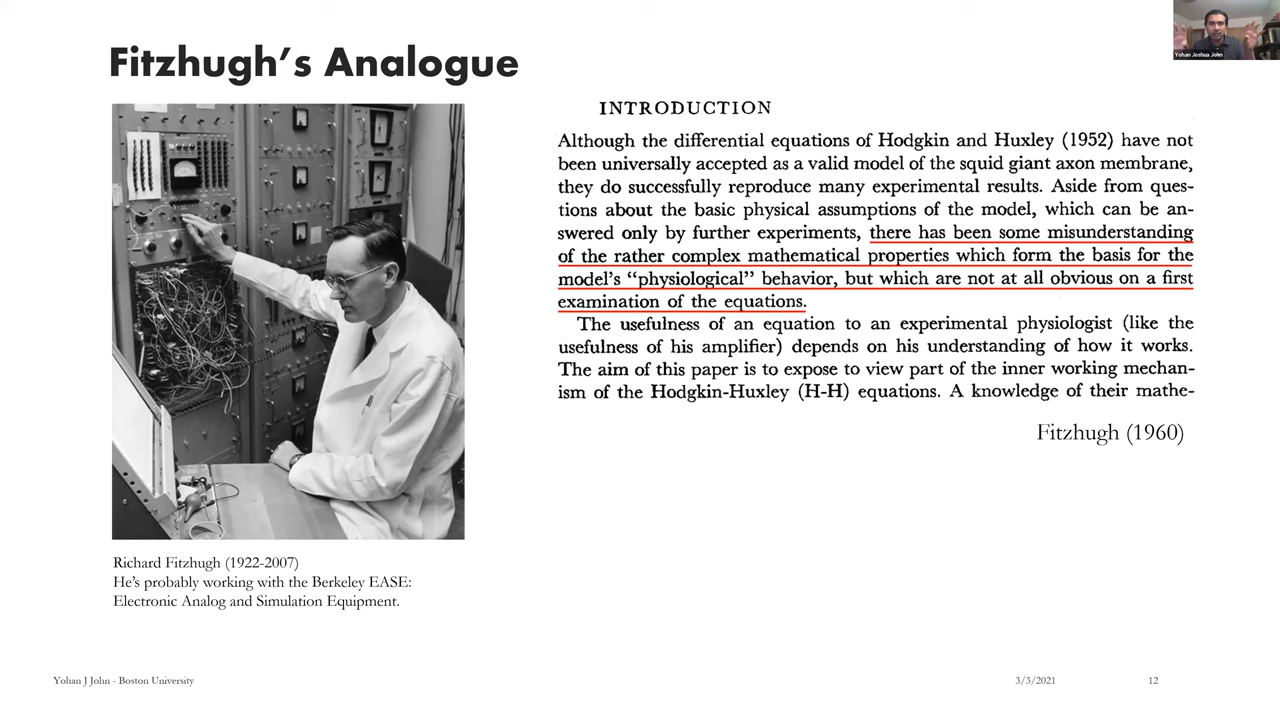 Fitzhugh's Analogue
Yohan Joshua John
INTRODUCTION
Although the differential equations of Hodgkin and Huxley (1952) have not
been universally accepted as a valid model of the squid giant axon membrane,
they do successfully reproduce many experimental results. Aside from ques-
tions about the basic physical assumptions of the model, which can be an-
swered only by further experiments, there has been some misunderstanding
of the rather complex mathematical properties which form the basis for the
model's “physiological” behavior, but which are not at all obvious on a first
examination of the equations.
The usefulness of an equation to an experimental physiologist (like the
usefulness of his amplifier) depends on his understanding of how it works.
The aim of this paper is to expose to view part of the inner working mechan-
ism of the Hodgkin-Huxley (H-H) equations. A knowledge of their mathe-
Fitzhugh (1960)
Richard Fitzhugh (1922-2007)
He's probably working with the Berkeley EASE:
Electronic Analog and Simulation Equipment.
Yohan J John - Boston University
3/3/2021
12